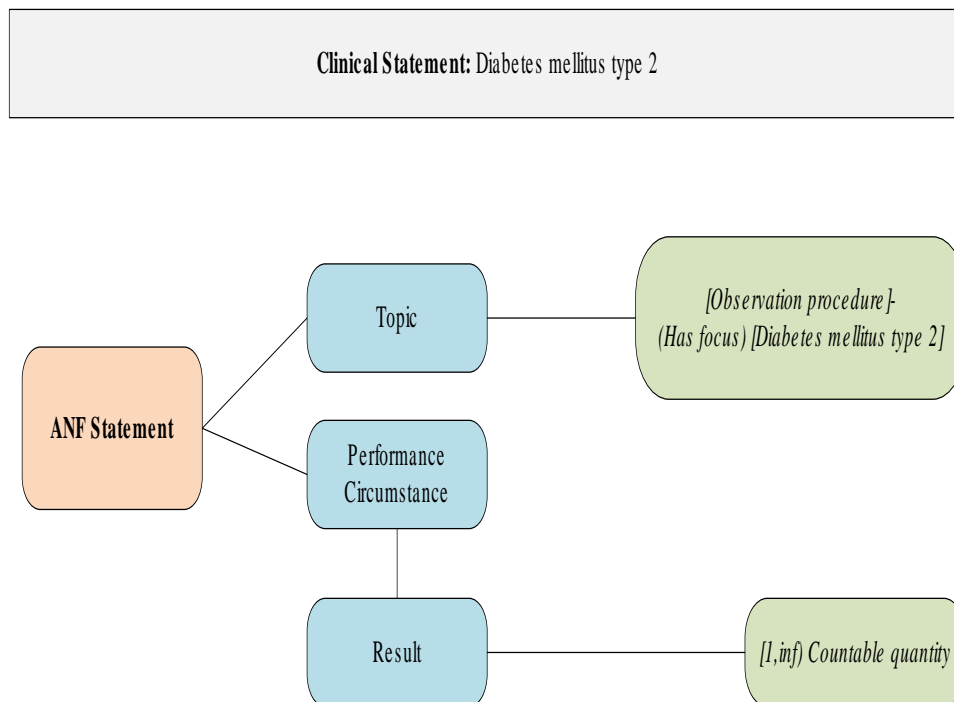 Clinical Statement: Diabetes mellitus type 2
Topic
[Observation procedure]-
(Has focus) [Diabetes mellitus type 2]
ANF Statement
Performance
Circumstance
Result
[1,inf) Countable quantity